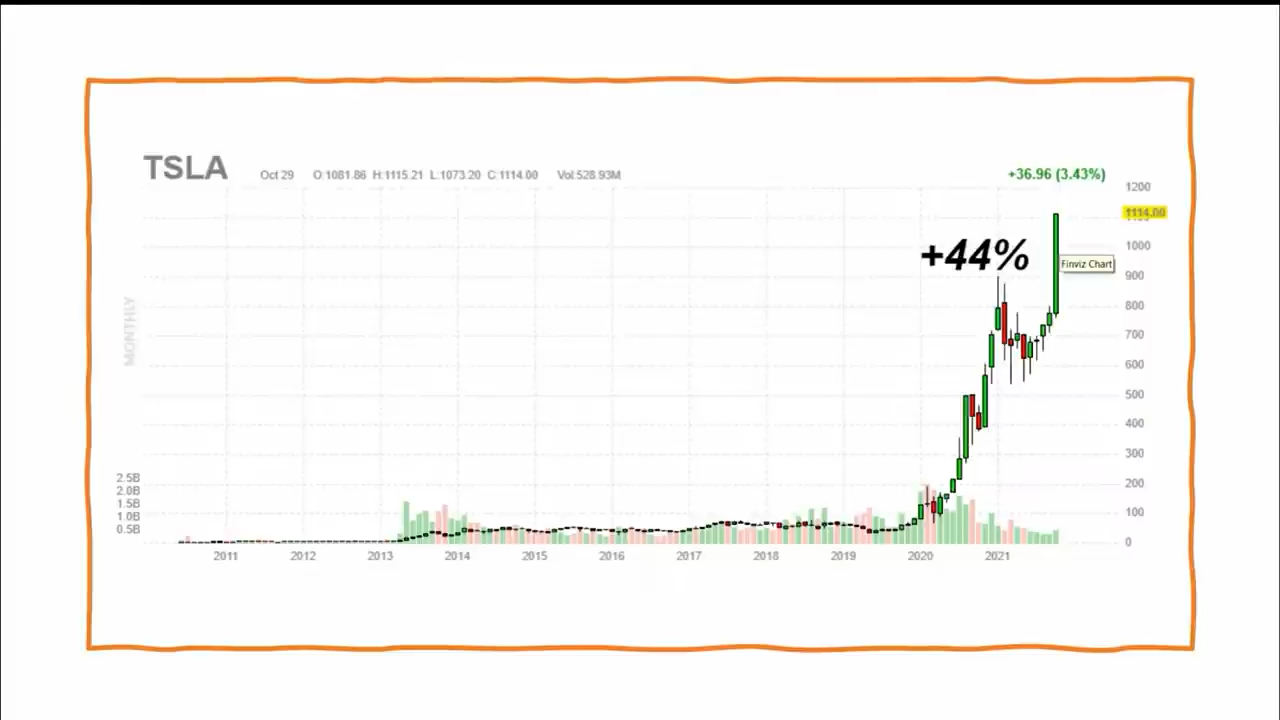 TSLA
Oct 29 O:1081.86 H:1115.21 L:1073.20 C:1114.00 Vol:528.93M
+36.96 (3.43%)
1200
1114.00
+44%
1000
Finviz Chart
900
800
MONTHLY
700
600
500
400
300
2.5B
200
2.0B
1.5B
100
1.0B
0.5B
0
2011 2012 2013 2014 2015 2016 2017 2018 2019 2020 2021